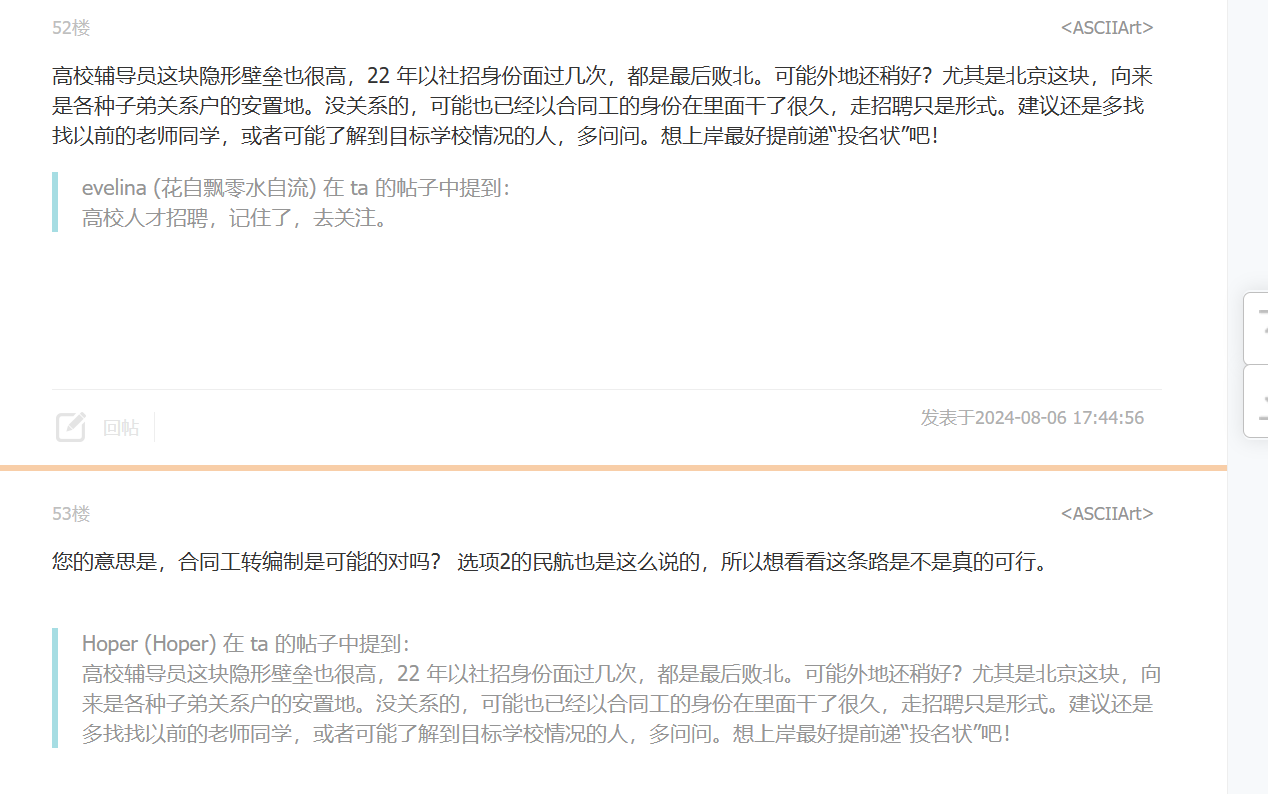 52楼
<ASCIIArt>
高校辅导员这块隐形壁垒也很高，22 年以社招身份面过几次，都是最后败北。可能外地还稍好？尤其是北京这块，向来
是各种子弟关系户的安置地。没关系的，可能也已经以合同工的身份在里面干了很久，走招聘只是形式。建议还是多找
找以前的老师同学，或者可能了解到目标学校情况的人，多问问。想上岸最好提前递“投名状”吧！
evelina (花自飘零水自流) 在 ta 的帖子中提到：
高校人才招聘，记住了，去关注。
回帖
发表于2024-08-06 17:44:56
53楼
<ASCIIArt>
您的意思是，合同工转编制是可能的对吗？ 选项2的民航也是这么说的，所以想看看这条路是不是真的可行。
Hoper (Hoper) 在 ta 的帖子中提到：
高校辅导员这块隐形壁垒也很高，22 年以社招身份面过几次，都是最后败北。可能外地还稍好？尤其是北京这块，向
来是各种子弟关系户的安置地。没关系的，可能也已经以合同工的身份在里面干了很久，走招聘只是形式。建议还是
多找找以前的老师同学，或者可能了解到目标学校情况的人，多问问。想上岸最好提前递“投名状”吧！